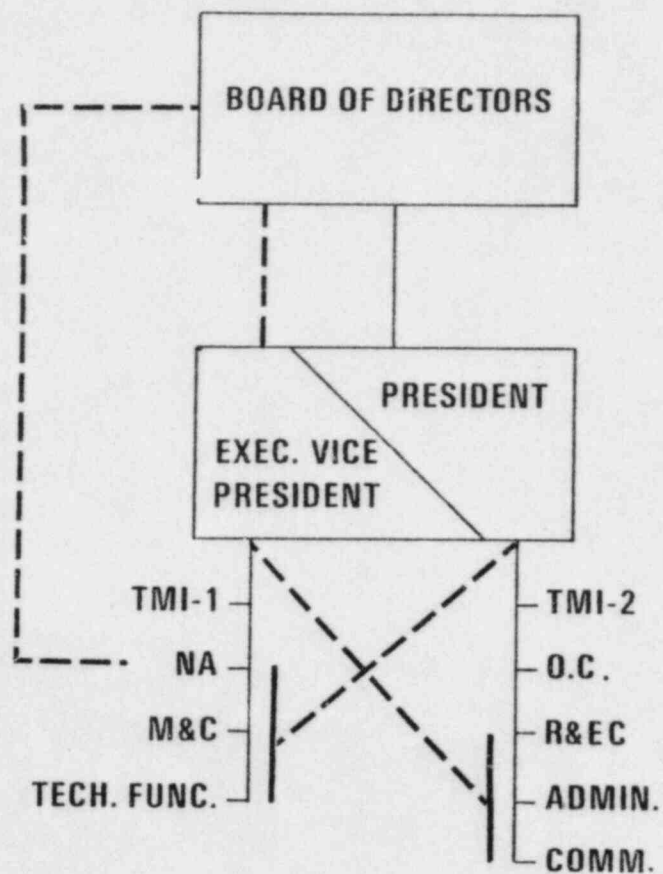 BOARD OF DiRECTORS
PRESIDENT
EXEC. VICE
PRESIDENT
TMI-1
TMI-2
NA
O.C.
M&C
R&EC
TECH. FUNC.
ADMIN.
COMM.